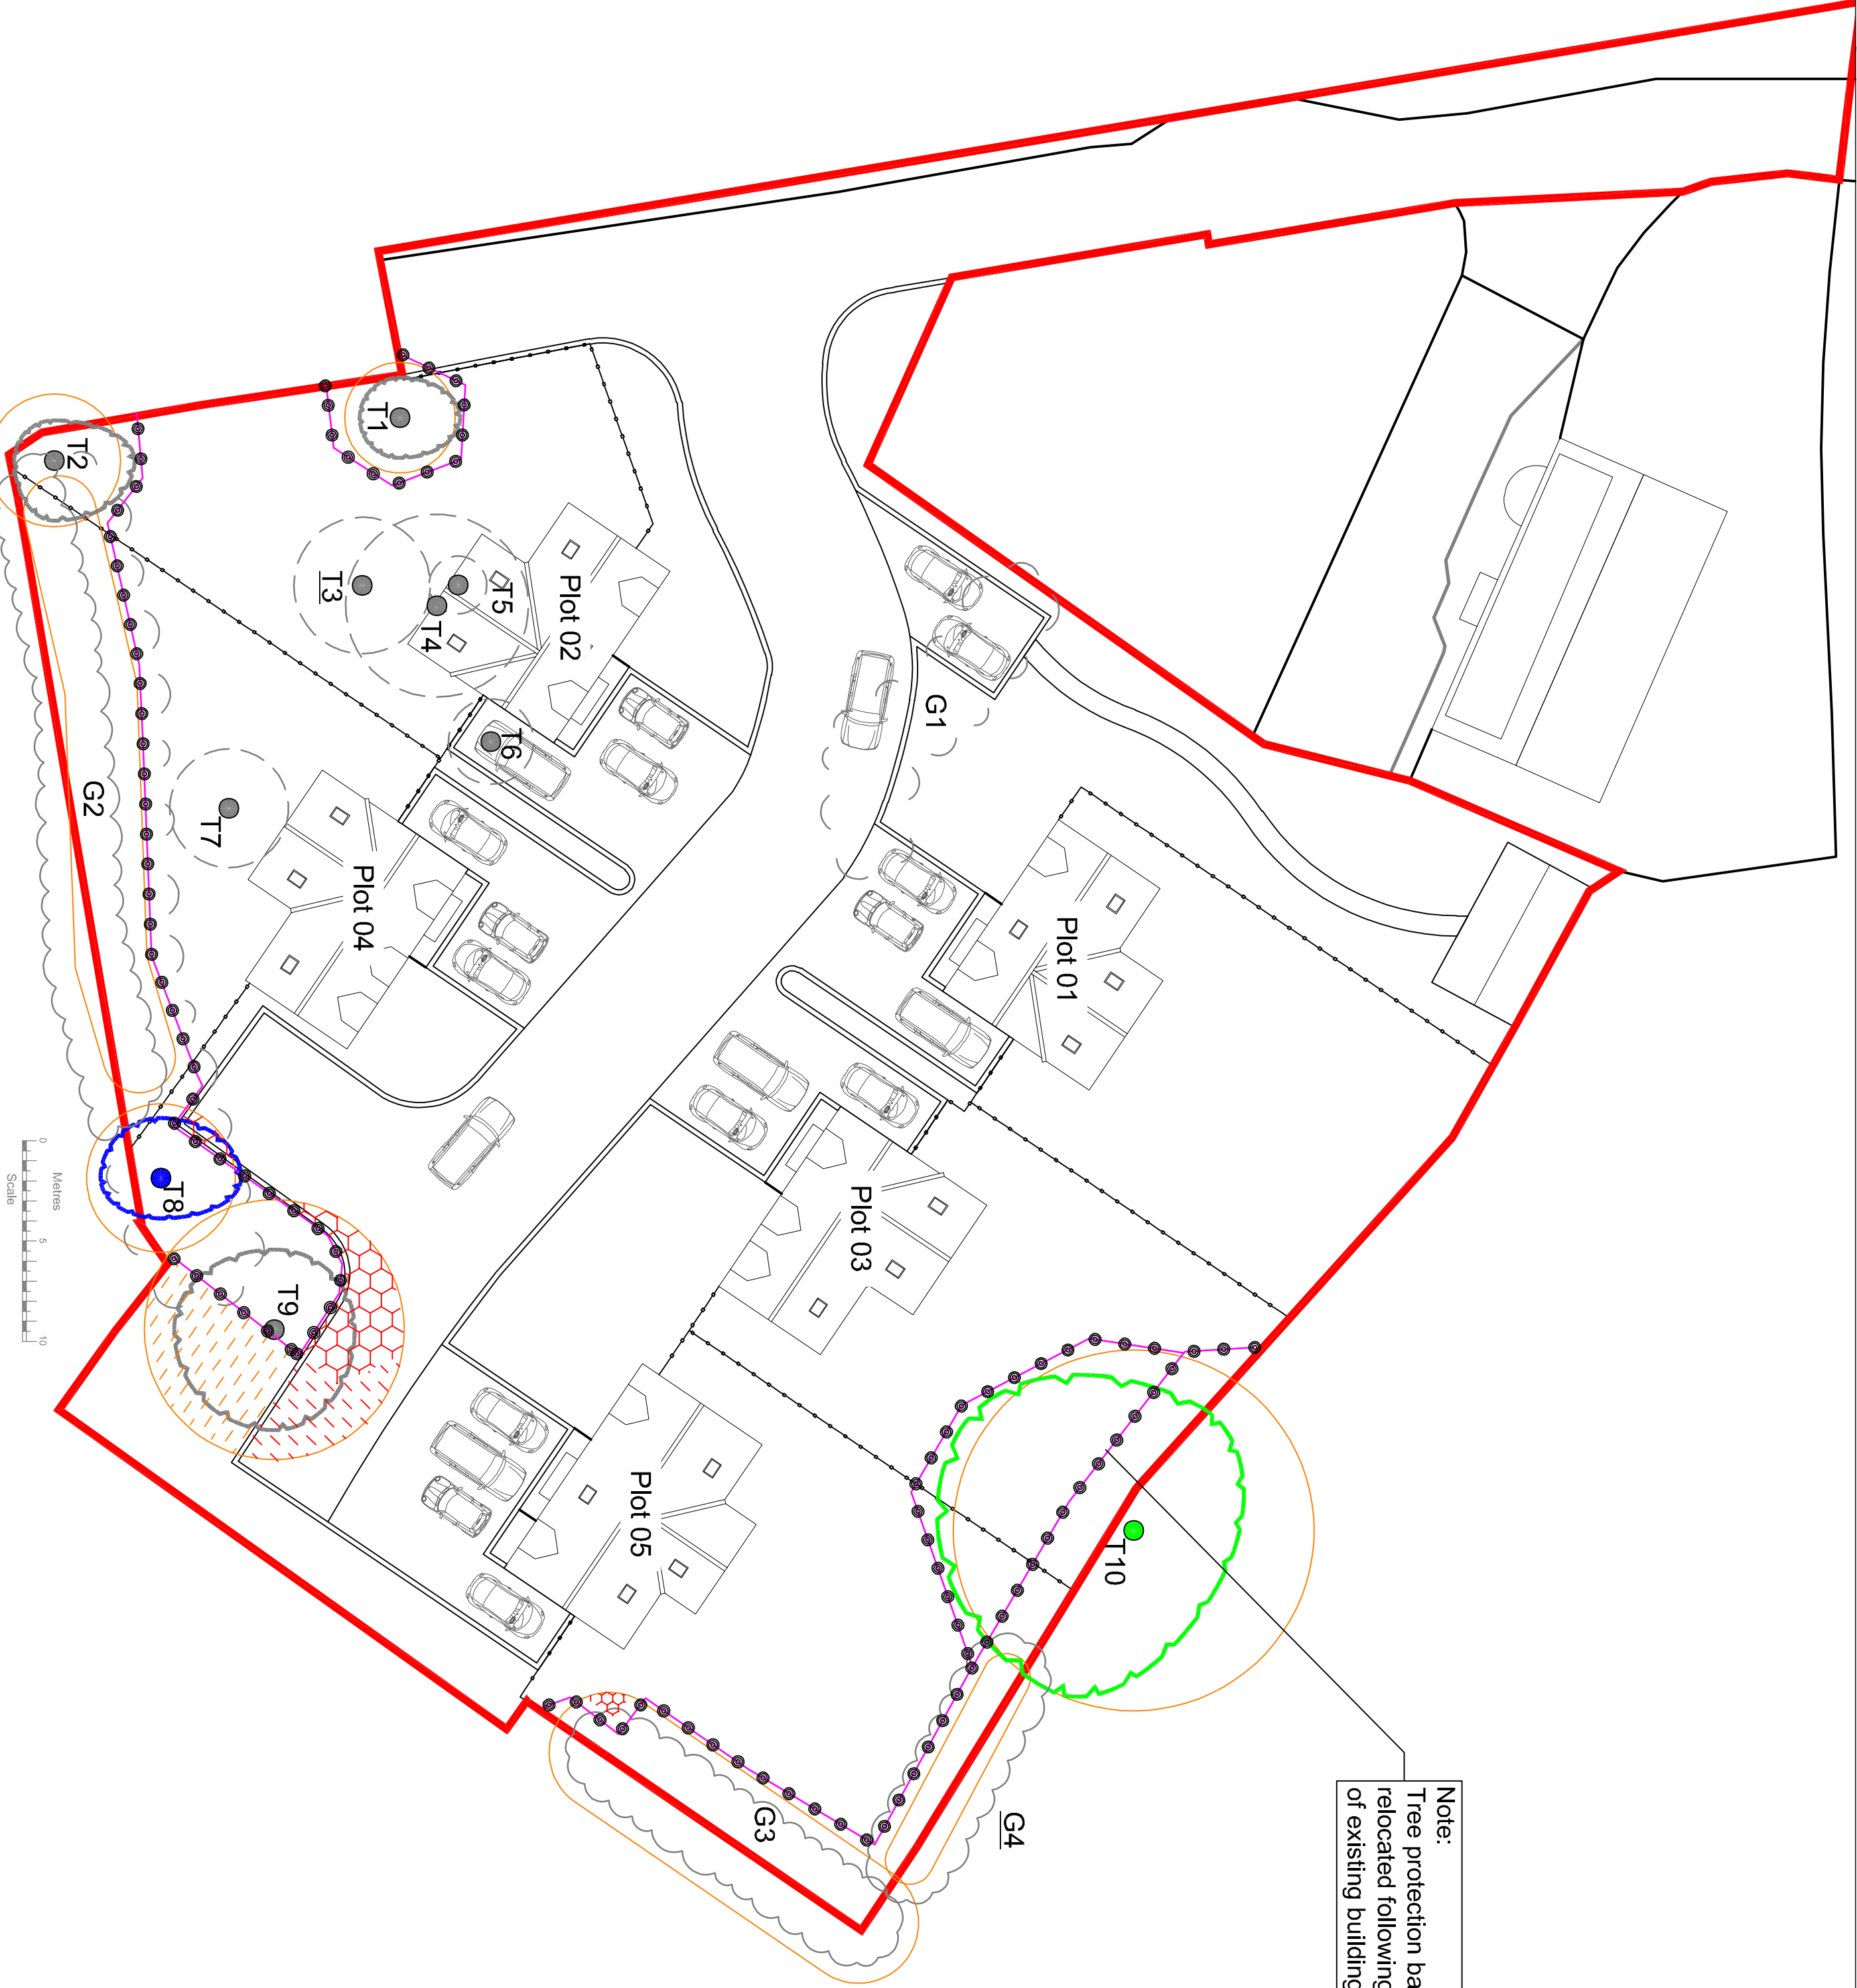 Note:
Tree protection ba
relocated following
of existing building
T10
G4
G3
G1
Plot 01
Plot 03
Plot 05
Plot 02
T5
T4
T3
T1
T2
T6
T7
Plot 04
G2
T8
T9
0
5
10
Metres
Scale